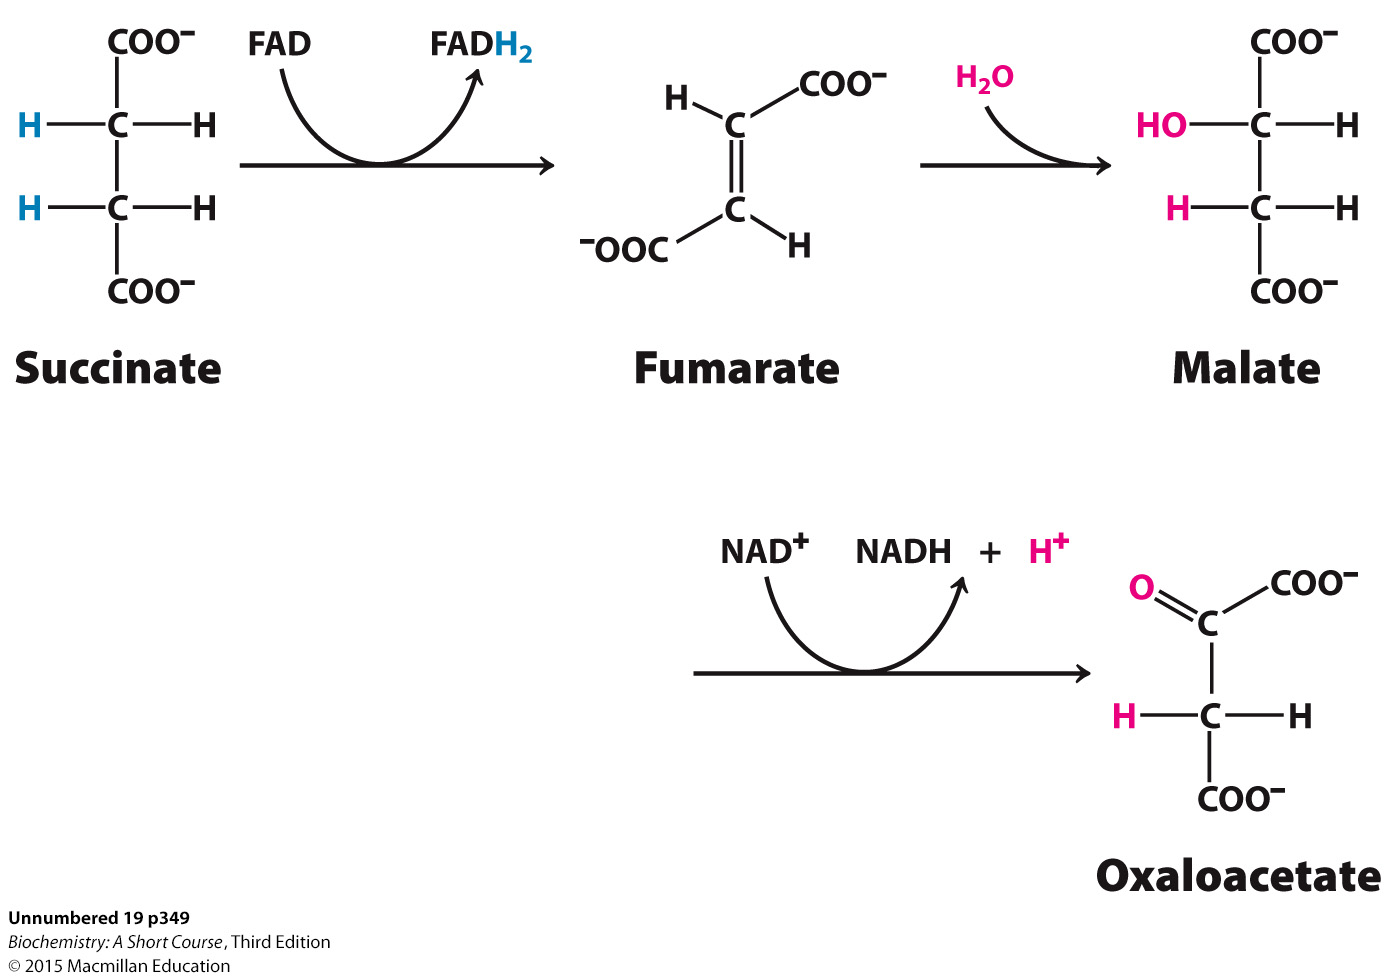 COO⁻ FAD FADH₂ COO⁻
H COO⁻ H₂O
H C H C HO C H
H C H C H C H
⁻OOC H
COO⁻ COO⁻
Succinate Fumarate Malate
NAD⁺ NADH + H⁺
O COO⁻
C
H C H
COO⁻
Oxaloacetate
Unnumbered 19 p349
Biochemistry: A Short Course, Third Edition
© 2015 Macmillan Education